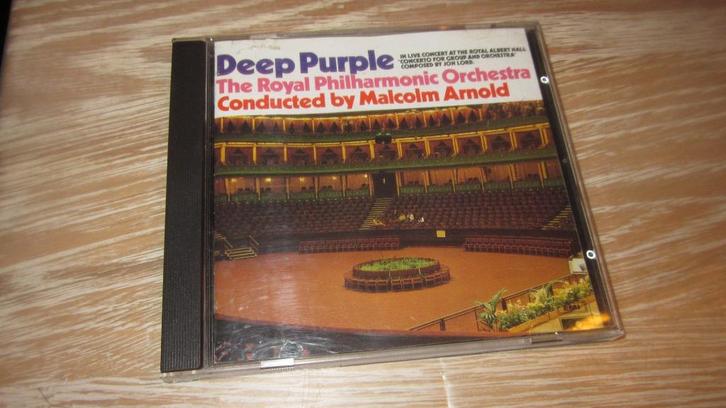 Deep Purple
IN LIVE CONCERT AT THE ROYAL ALBERT HALL
'CONCERTO FOR GROUP AND ORCHESTRA'
COMPOSED BY JON LORD.
The Royal Philharmonic Orchestra
Conducted by Malcolm Arnold